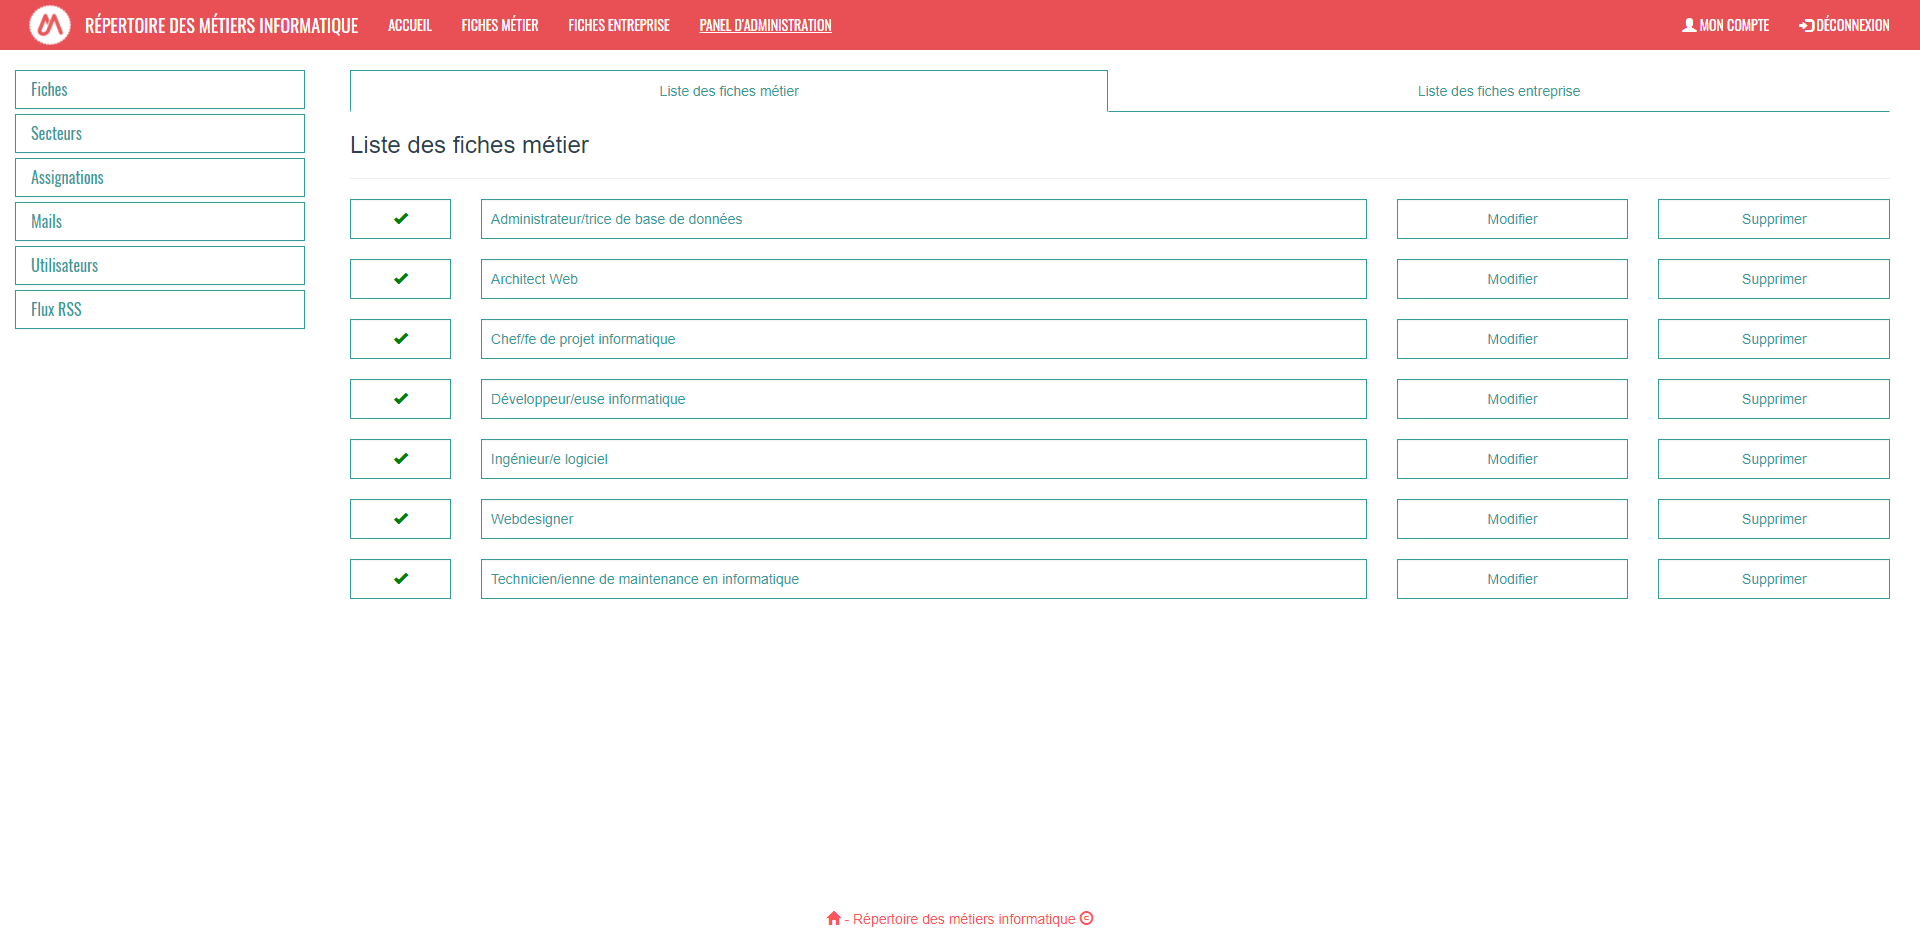 RÉPERTOIRE DES MÉTIERS INFORMATIQUE ACCUEIL FICHES MÉTIER FICHES ENTREPRISE PANEL D'ADMINISTRATION MON COMPTE DÉCONNEXION
Fiches
Secteurs
Assignations
Mails
Utilisateurs
Flux RSS
Liste des fiches métier Liste des fiches entreprise
Liste des fiches métier
Administrateur/trice de base de données Modifier Supprimer
Architect Web Modifier Supprimer
Chef/fe de projet informatique Modifier Supprimer
Développeur/euse informatique Modifier Supprimer
Ingénieur/e logiciel Modifier Supprimer
Webdesigner Modifier Supprimer
Technicien/ienne de maintenance en informatique Modifier Supprimer
- Répertoire des métiers informatique ©